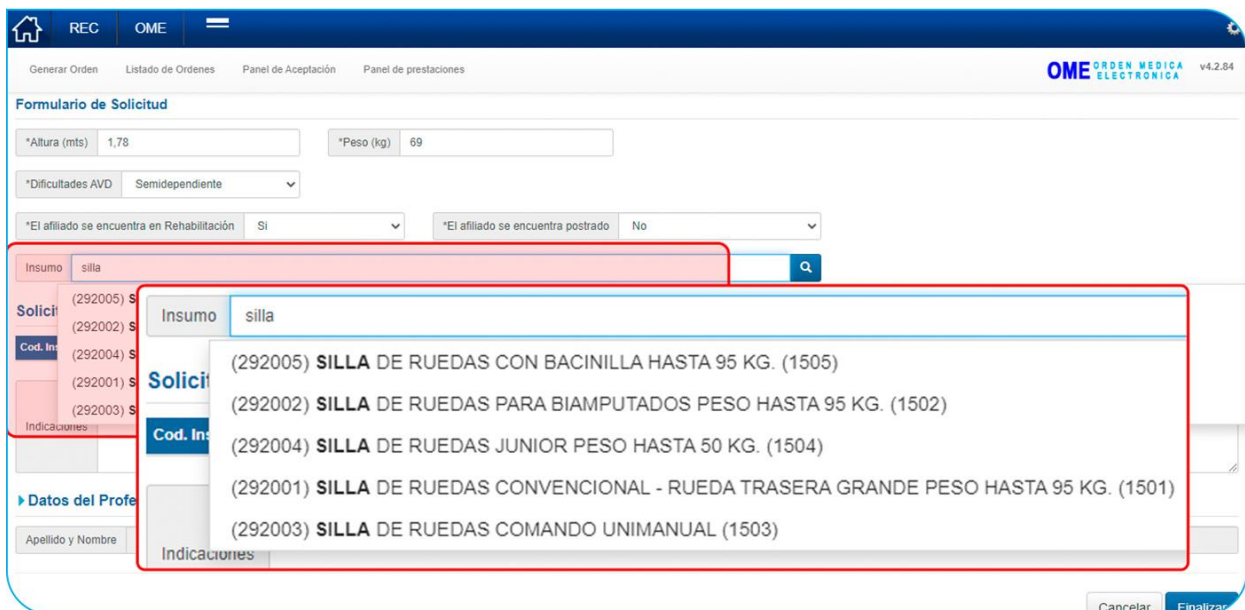 REC OME
Generar Orden Listado de Ordenes Panel de Aceptación Panel de prestaciones OME ORDEN MEDICA ELECTRONICA v4.2.84
Formulario de Solicitud
*Altura (mts) 1,78 *Peso (kg) 69
*Dificultades AVD Semidependiente
*El afiliado se encuentra en Rehabilitación Si *El afiliado se encuentra postrado No
Insumo silla
(292005) S
Solicit
(292002) S
Cod. In
(292004) S
(292001) S
(292003) S
Indicaciones
Insumo silla
(292005) SILLA DE RUEDAS CON BACINILLA HASTA 95 KG. (1505)
Solicit
(292002) SILLA DE RUEDAS PARA BIAMPUTADOS PESO HASTA 95 KG. (1502)
Cod. Ins
(292004) SILLA DE RUEDAS JUNIOR PESO HASTA 50 KG. (1504)
(292001) SILLA DE RUEDAS CONVENCIONAL - RUEDA TRASERA GRANDE PESO HASTA 95 KG. (1501)
(292003) SILLA DE RUEDAS COMANDO UNIMANUAL (1503)
Indicaciones
Datos del Profe
Apellido y Nombre
Cancelar Finalizar